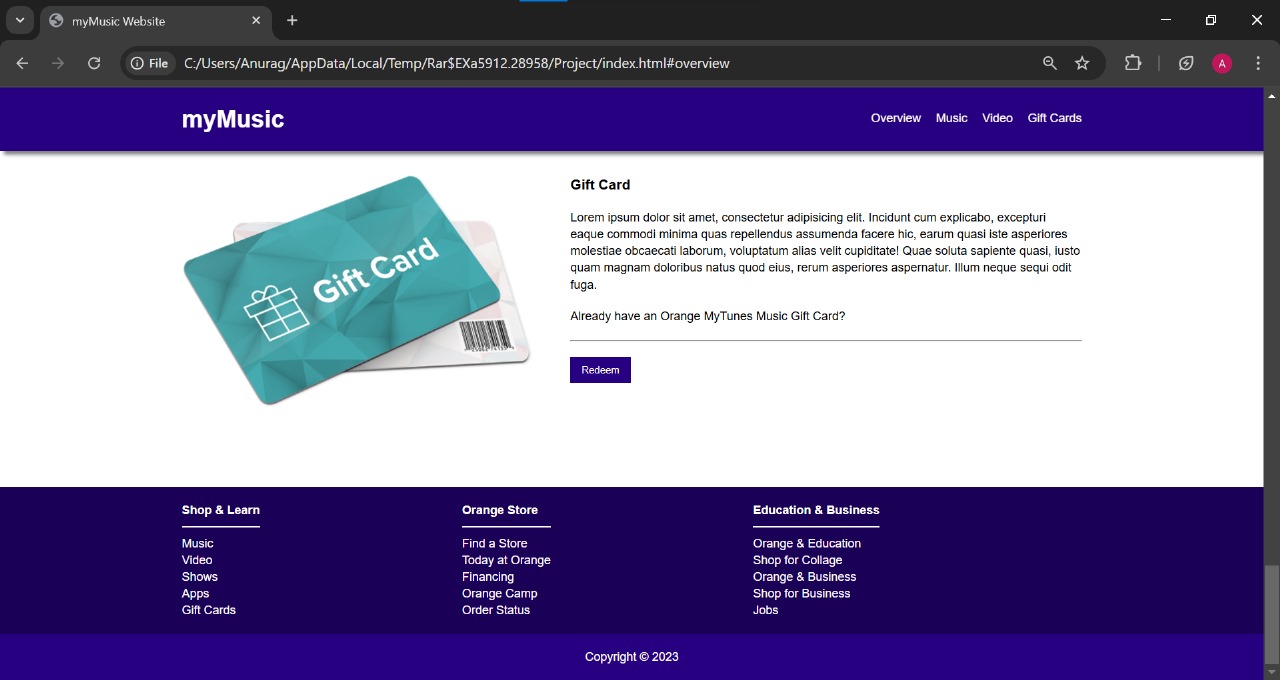 myMusic Website
File
C:/Users/Anurag/AppData/Local/Temp/Rar$EXa5912.28958/Project/index.html#overview
A
myMusic
Overview Music Video Gift Cards
Gift Card
Gift Card
Lorem ipsum dolor sit amet, consectetur adipisicing elit. Incidunt cum explicabo, excepturi
eaque commodi minima quas repellendus assumenda facere hic, earum quasi iste asperiores
molestiae obcaecati laborum, voluptatum alias velit cupiditate! Quae soluta sapiente quasi, iusto
quam magnam doloribus natus quod eius, rerum asperiores aspernatur. Illum neque sequi odit
fuga.
Already have an Orange MyTunes Music Gift Card?
Redeem
Shop & Learn
Music
Video
Shows
Apps
Gift Cards
Orange Store
Find a Store
Today at Orange
Financing
Orange Camp
Order Status
Education & Business
Orange & Education
Shop for Collage
Orange & Business
Shop for Business
Jobs
Copyright © 2023